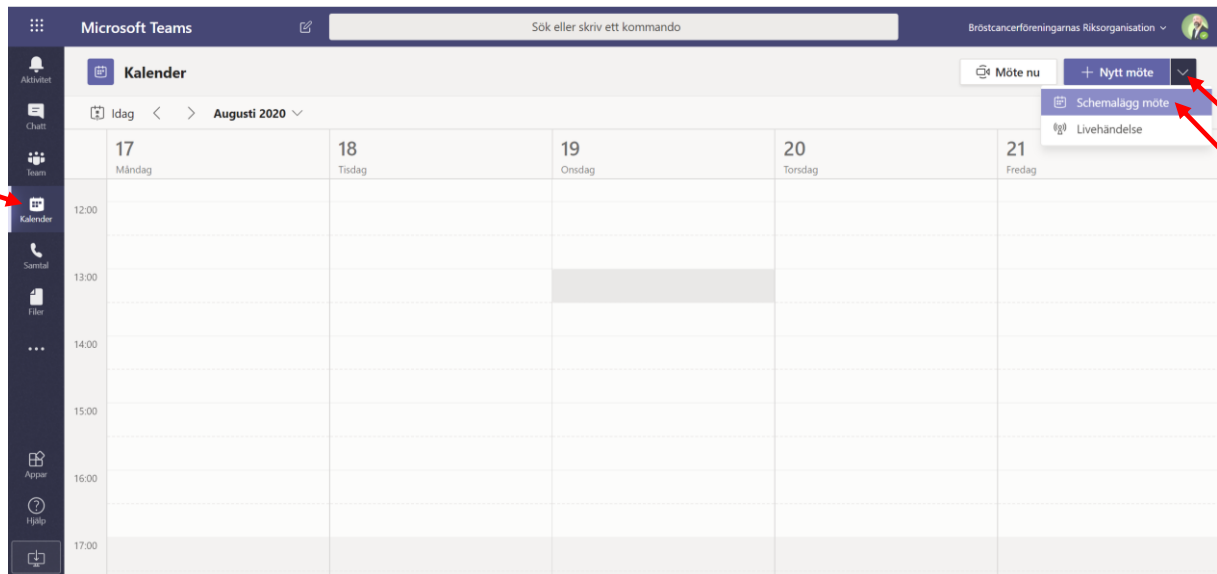 Microsoft Teams
Sök eller skriv ett kommando
Bröstcancerföreningarnas Riksorganisation
Aktivitet
Chatt
Team
Kalender
Samtal
Filer
Appar
Hjälp
Kalender
Möte nu
+ Nytt möte
Schemalägg möte
Livehändelse
Idag < > Augusti 2020
17 18 19 20 21
Måndag Tisdag Onsdag Torsdag Fredag
12:00
13:00
14:00
15:00
16:00
17:00